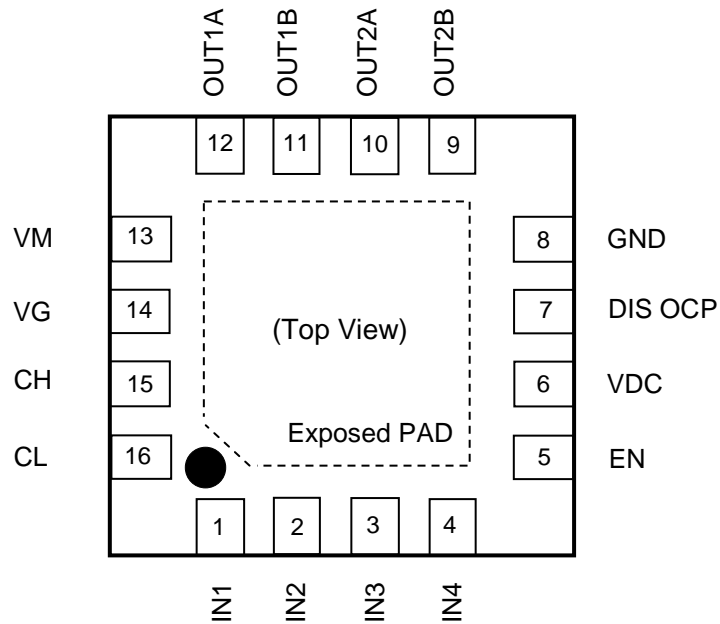 OUT1A OUT1B OUT2A OUT2B
12 11 10 9
VM 13 8 GND
VG 14 (Top View) 7 DIS OCP
CH 15 6 VDC
Exposed PAD
CL 16 5 EN
1 2 3 4
IN1 IN2 IN3 IN4